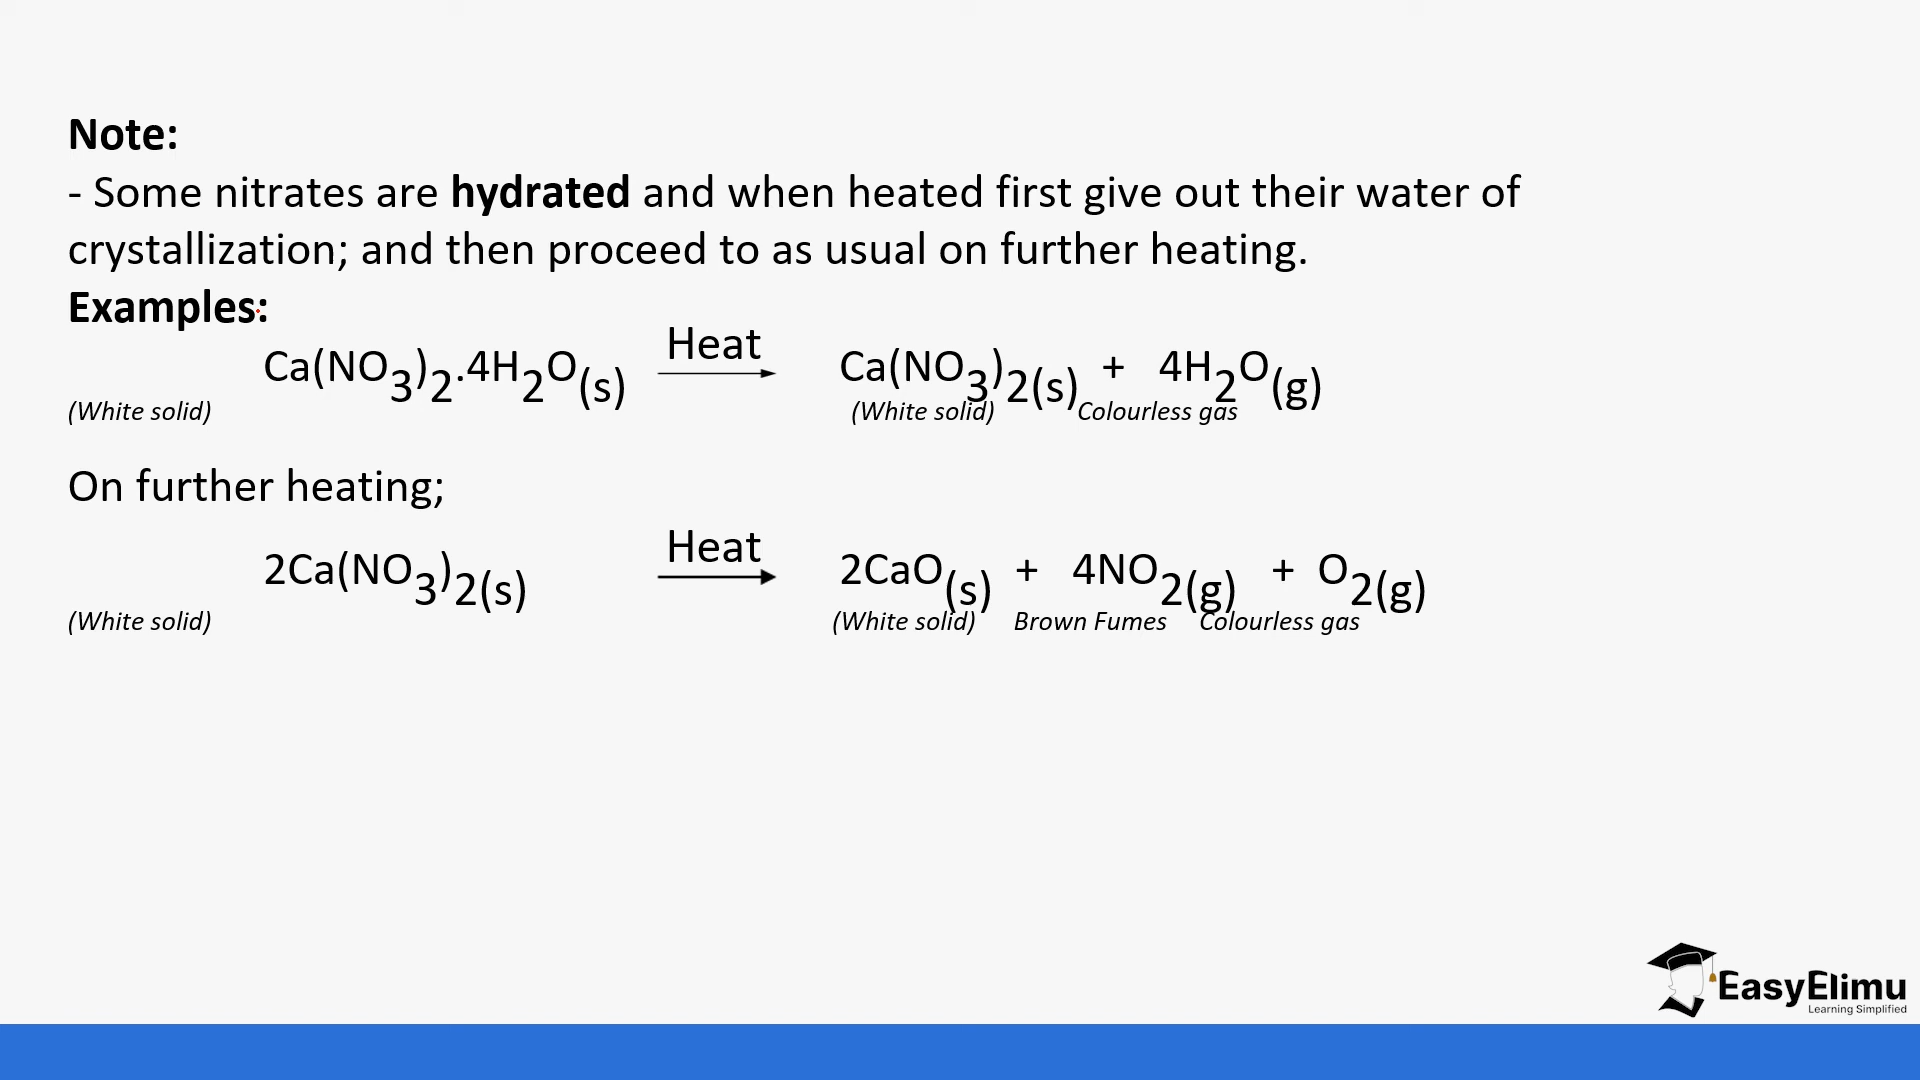 Note:
- Some nitrates are hydrated and when heated first give out their water of
crystallization; and then proceed to as usual on further heating.
Examples:
Heat
Ca(NO3)2.4H2O(s) Ca(NO3)2(s) + 4H2O(g)
(White solid) (White solid) Colourless gas
On further heating;
Heat
2Ca(NO3)2(s) 2CaO(s) + 4NO2(g) + O2(g)
(White solid) (White solid) Brown Fumes Colourless gas
EasyElimu
Learning Simplified